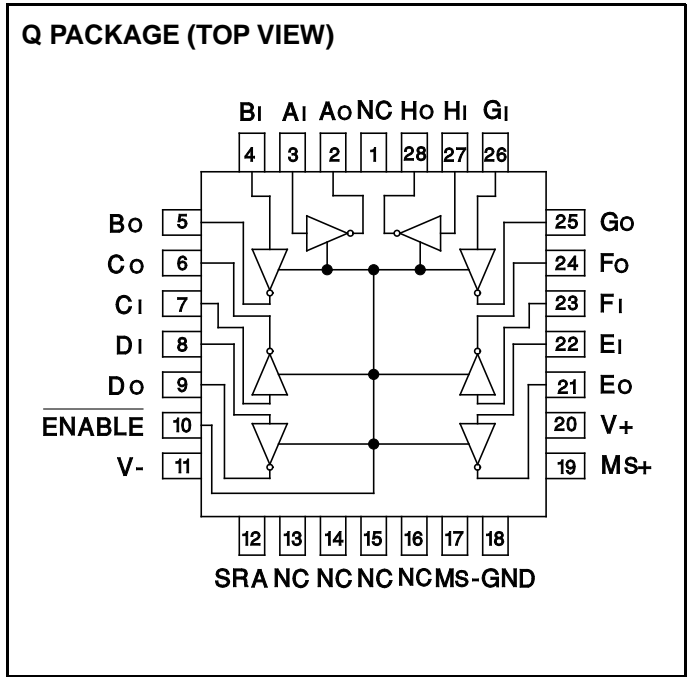 Q PACKAGE (TOP VIEW)
BI AI AO NC HO HI GI
4 3 2 1 28 27 26
BO 5 25 GO
CO 6 24 FO
CI 7 23 FI
DI 8 22 EI
DO 9 21 EO
ENABLE 10 20 V+
V- 11 19 MS+
12 13 14 15 16 17 18
SRA NC NC NC NC MS- GND